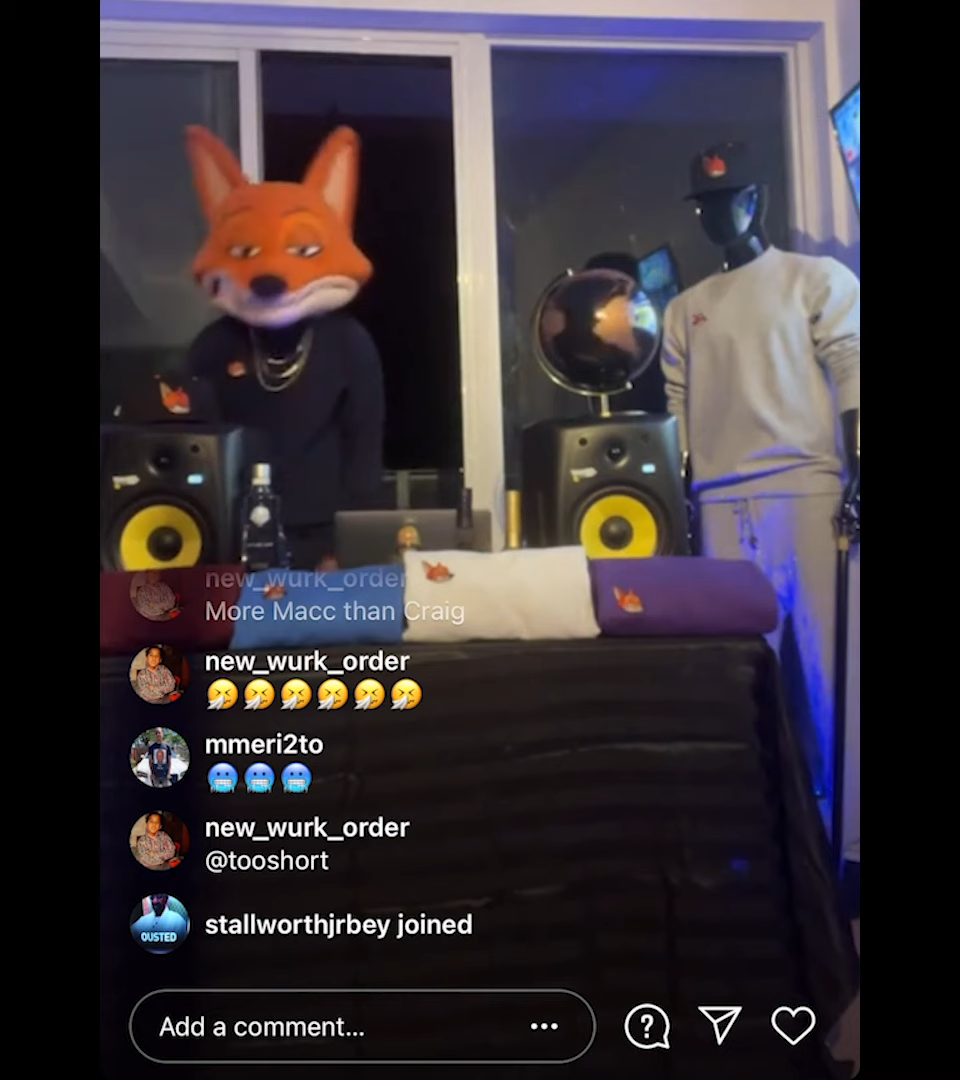 new_wurk_order
More Macc than Craig
new_wurk_order
🤧🤧🤧🤧🤧🤧
mmeri2to
🥶🥶🥶
new_wurk_order
@tooshort
OUSTED
stallworthjrbey joined
Add a comment...